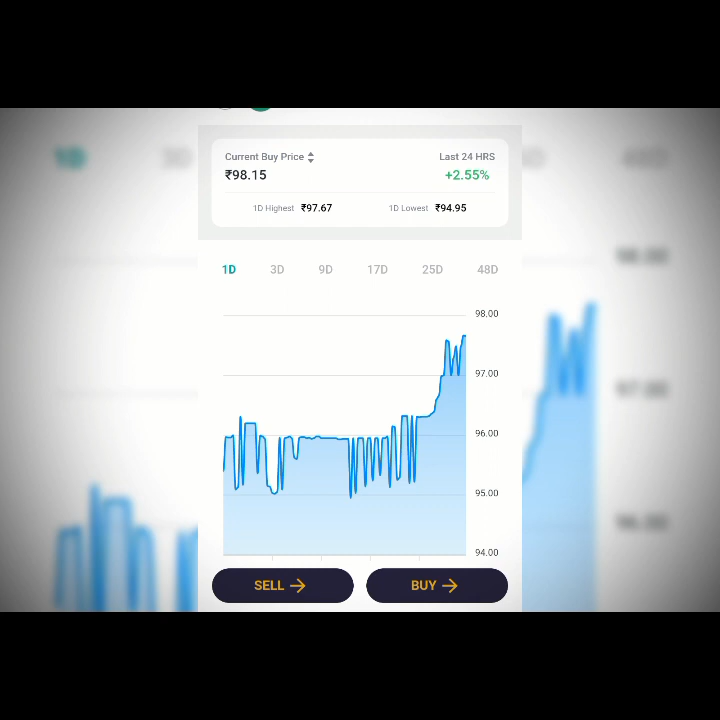 Current Buy Price Last 24 HRS
₹98.15 +2.55%
1D Highest ₹97.67 1D Lowest ₹94.95
1D 3D 9D 17D 25D 48D
98.00
97.00
96.00
95.00
94.00
SELL → BUY →